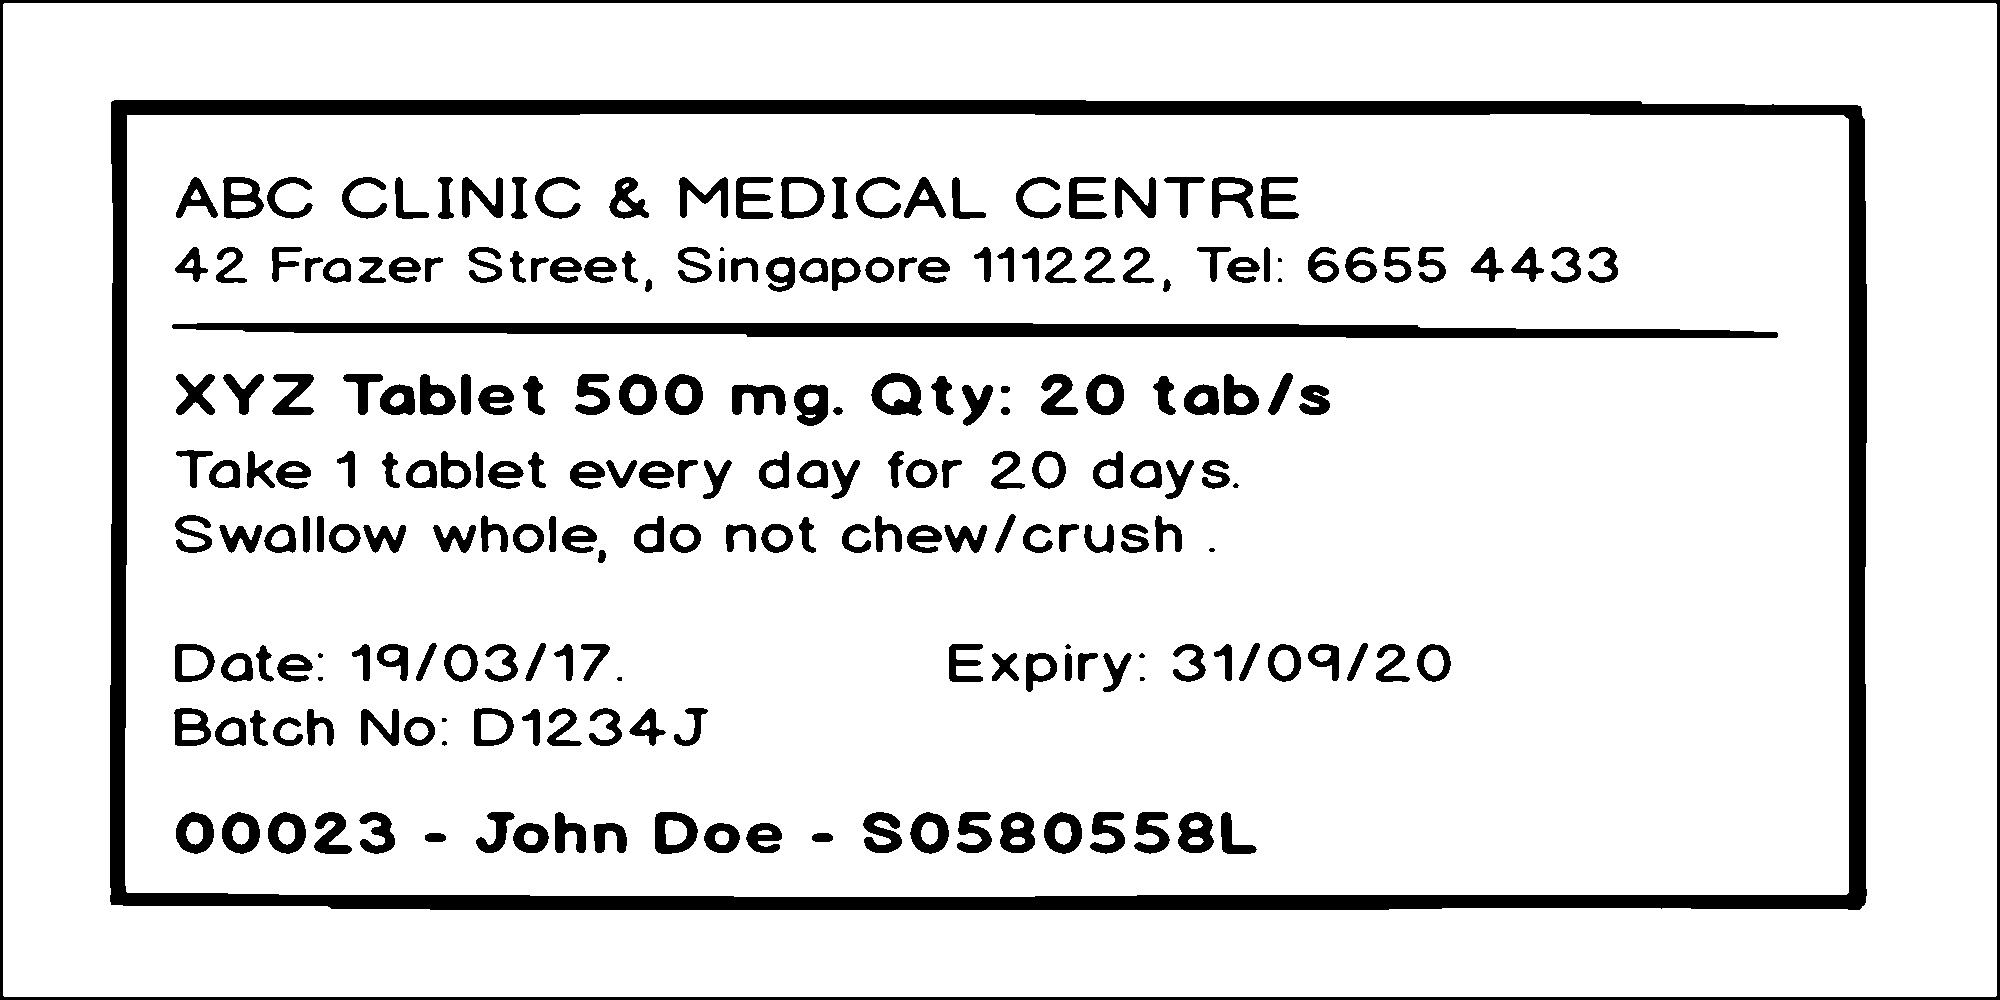 ABC CLINIC & MEDICAL CENTRE
42 Frazer Street, Singapore 111222, Tel: 6655 4433
XYZ Tablet 500 mg. Qty: 20 tab/s
Take 1 tablet every day for 20 days.
Swallow whole, do not chew/crush .
Date: 19/03/17. Expiry: 31/09/20
Batch No: D1234J
00023 - John Doe - S0580558L